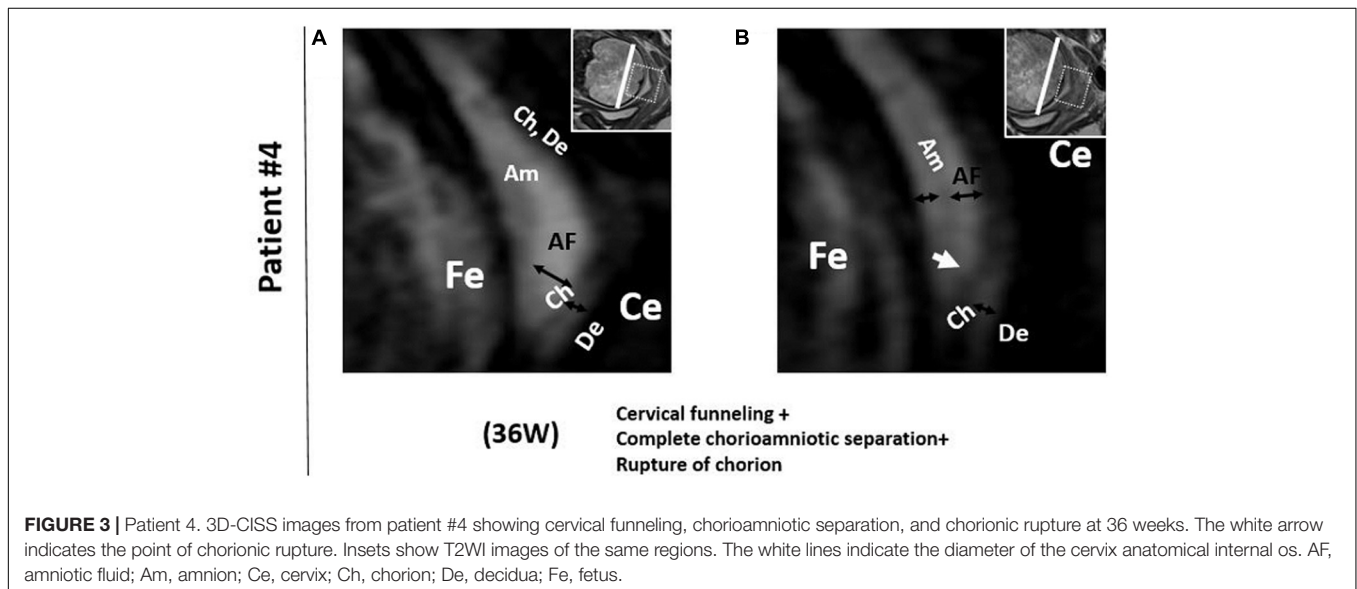 Patient #4
A
Ch, De
Am
AF
Fe
Ch
Ce
De
B
Ce
Am
AF
Fe
Ch
De
(36W)
Cervical funneling +
Complete chorioamniotic separation+
Rupture of chorion
FIGURE 3 | Patient 4. 3D-CISS images from patient #4 showing cervical funneling, chorioamniotic separation, and chorionic rupture at 36 weeks. The white arrow
indicates the point of chorionic rupture. Insets show T2WI images of the same regions. The white lines indicate the diameter of the cervix anatomical internal os. AF,
amniotic fluid; Am, amnion; Ce, cervix; Ch, chorion; De, decidua; Fe, fetus.